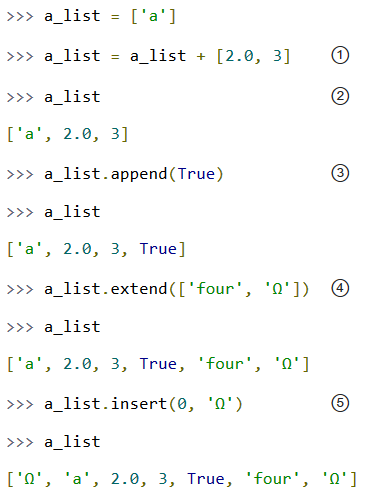 >>> a_list = ['a']
>>> a_list = a_list + [2.0, 3] ①
>>> a_list ②
['a', 2.0, 3]
>>> a_list.append(True) ③
>>> a_list
['a', 2.0, 3, True]
>>> a_list.extend(['four', 'Ω']) ④
>>> a_list
['a', 2.0, 3, True, 'four', 'Ω']
>>> a_list.insert(0, 'Ω') ⑤
>>> a_list
['Ω', 'a', 2.0, 3, True, 'four', 'Ω']